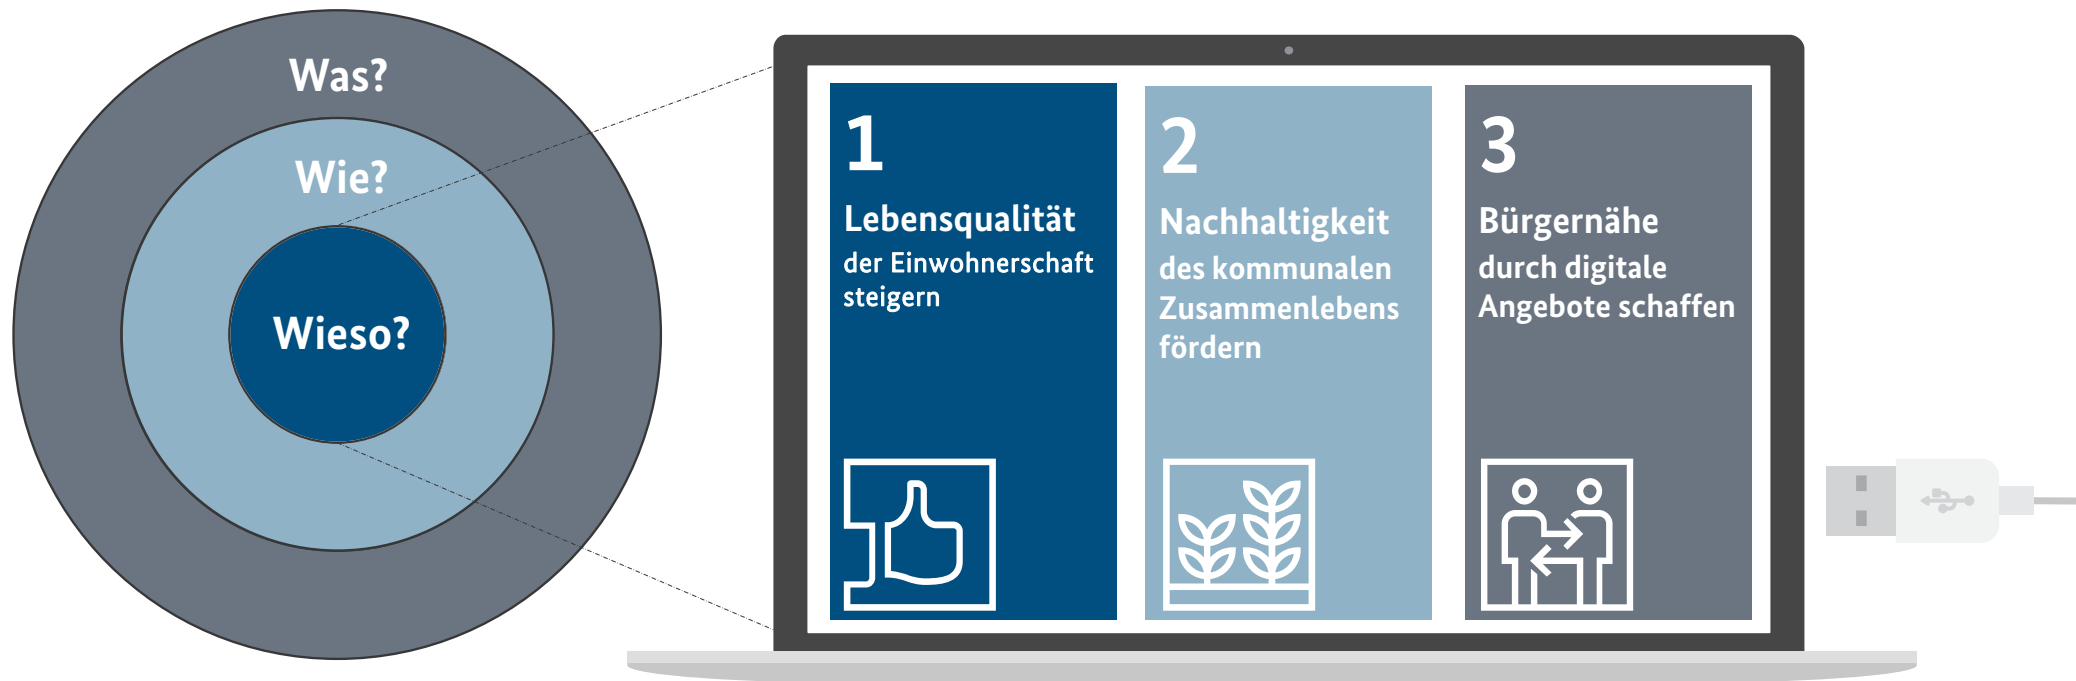 Was?
Wie?
Wieso?
1
Lebensqualität
der Einwohnerschaft
steigern
2
Nachhaltigkeit
des kommunalen
Zusammenlebens
fördern
3
Bürgernähe
durch digitale
Angebote schaffen